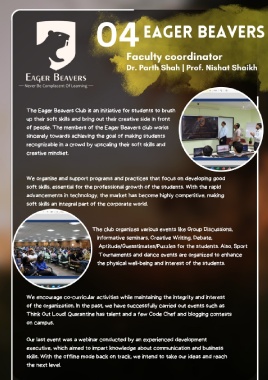 04 EAGER BEAVERS
Faculty coordinator
Dr. Parth Shah | Prof. Nishat Shaikh
EAGER BEAVERS
Never Be Complacent Of Learning
The Eager Beavers Club is an initiative for students to brush
up their soft skills and bring out their creative side in front
of people. The members of the Eager Beavers club works
sincerely towards achieving the goal of making students
recognizable in a crowd by upscaling their soft skills and
creative mindset.
We organise and support programs and practices that focus on developing good
soft skills, essential for the professional growth of the students. With the rapid
advancements in technology, the market has become highly competitive, making
soft skills an integral part of the corporate world.
The club organizes various events like Group Discussions,
Informative seminars, Creative Writing, Debate,
Aptitude/Guesstimates/Puzzles for the students. Also, Sport
Tournaments and dance events are organized to enhance
the physical well-being and interest of the students.
We encourage co-curricular activities while maintaining the integrity and interests
of the organization. In the past, we have successfully carried out events such as
Think Out Loud! Quarantine has talent and a few Code Chef and blogging contests
on campus.
Our last event was a webinar conducted by an experienced development
executive, which aimed to impart knowledge about communication and business
skills. With the offline mode back on track, we intend to take our ideas and reach
the next level.